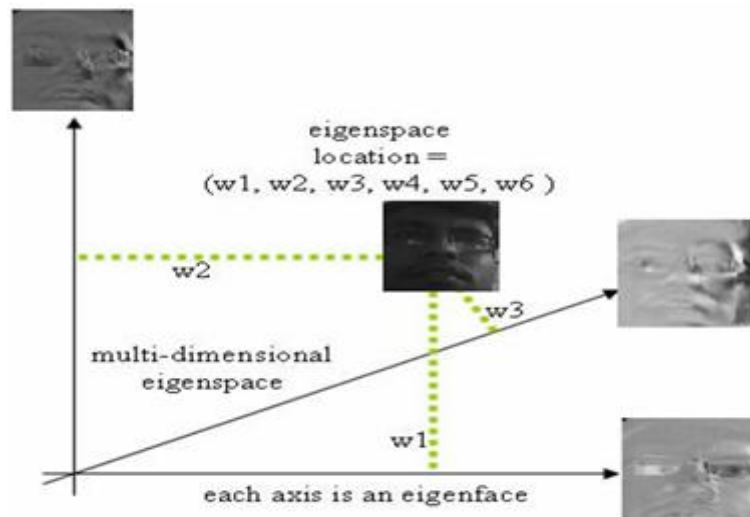 eigenspace
location =
(w1, w2, w3, w4, w5, w6 )
w2
w3
multi-dimensional
eigenspace
w1
each axis is an eigenface